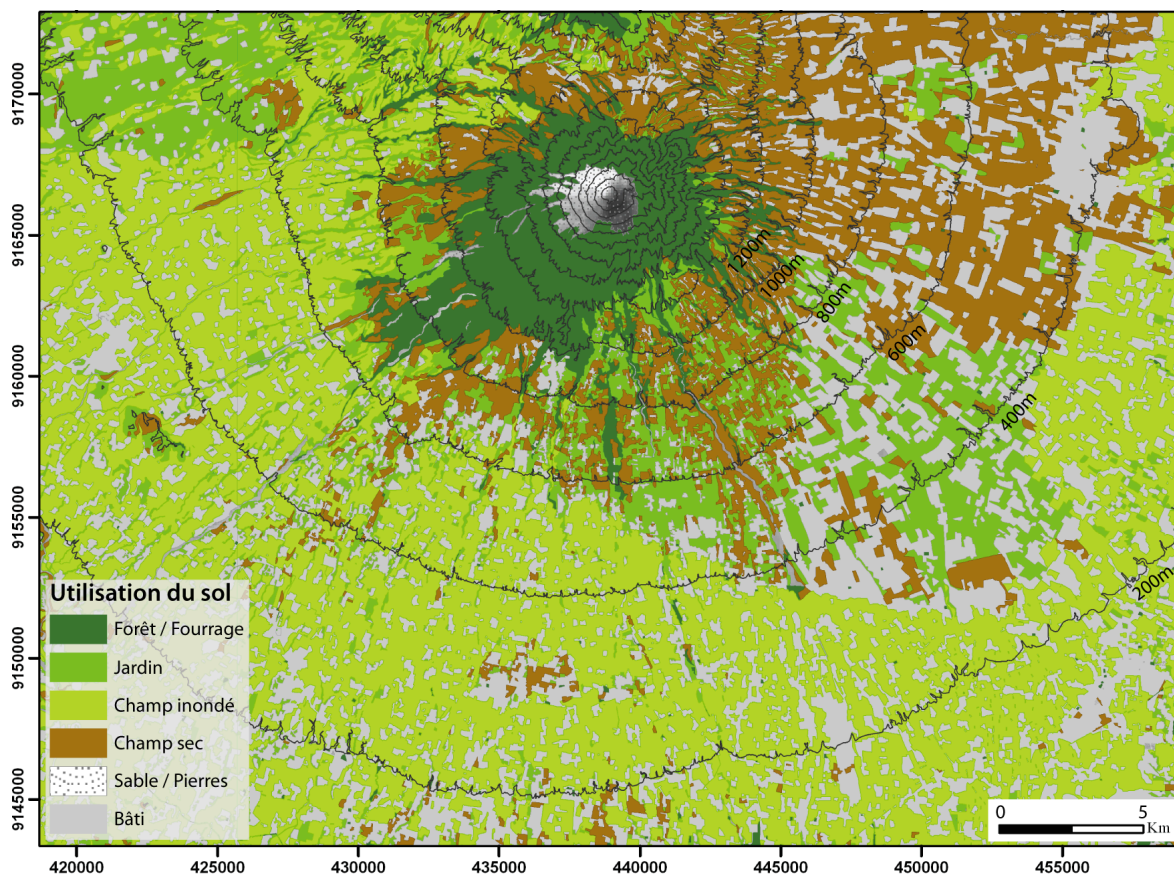 9170000
9165000
9160000
9155000
9150000
9145000
1200m
1000m
800m
600m
400m
200m
Utilisation du sol
Forêt / Fourrage
Jardin
Champ inondé
Champ sec
Sable / Pierres
Bâti
0 5
Km
420000 425000 430000 435000 440000 445000 450000 455000